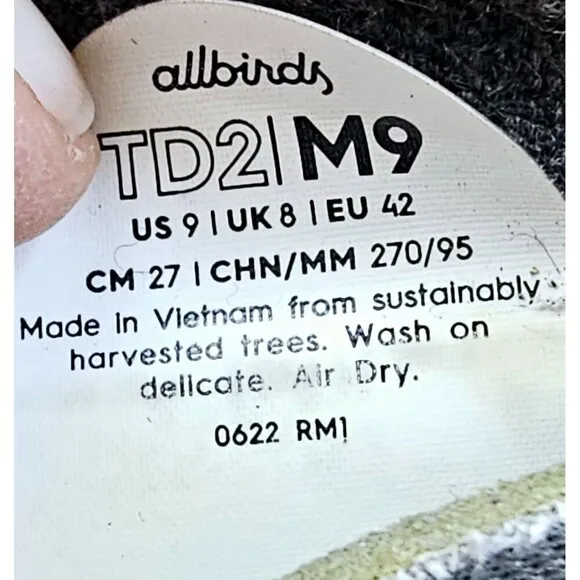 allbirds
TD2|M9
US 9 | UK 8 | EU 42
CM 27 | CHN/MM 270/95
Made in Vietnam from sustainably
harvested trees. Wash on
delicate. Air Dry.
0622 RM1